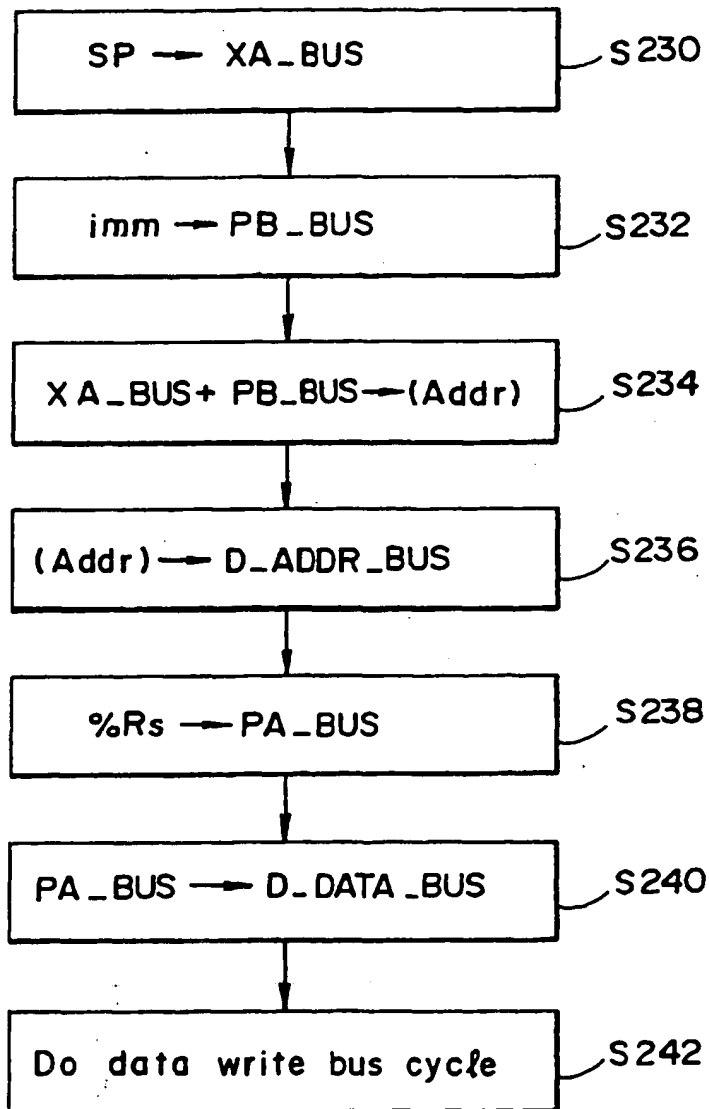 SP → XA_BUS S230
imm → PB_BUS S232
XA_BUS+ PB_BUS→(Addr) S234
(Addr)→ D_ADDR_BUS S236
%Rs → PA_BUS S238
PA_BUS → D_DATA_BUS S240
Do data write bus cycle S242